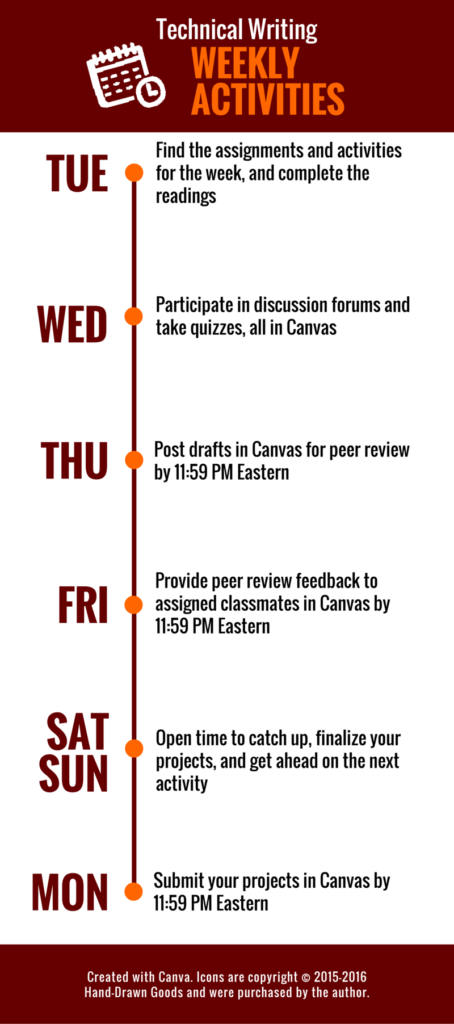 Technical Writing
WEEKLY
ACTIVITIES
TUE
Find the assignments and activities
for the week, and complete the
readings
WED
Participate in discussion forums and
take quizzes, all in Canvas
THU
Post drafts in Canvas for peer review
by 11:59 PM Eastern
FRI
Provide peer review feedback to
assigned classmates in Canvas by
11:59 PM Eastern
SAT
SUN
Open time to catch up, finalize your
projects, and get ahead on the next
activity
MON
Submit your projects in Canvas by
11:59 PM Eastern
Created with Canva. Icons are copyright © 2015-2016
Hand-Drawn Goods and were purchased by the author.